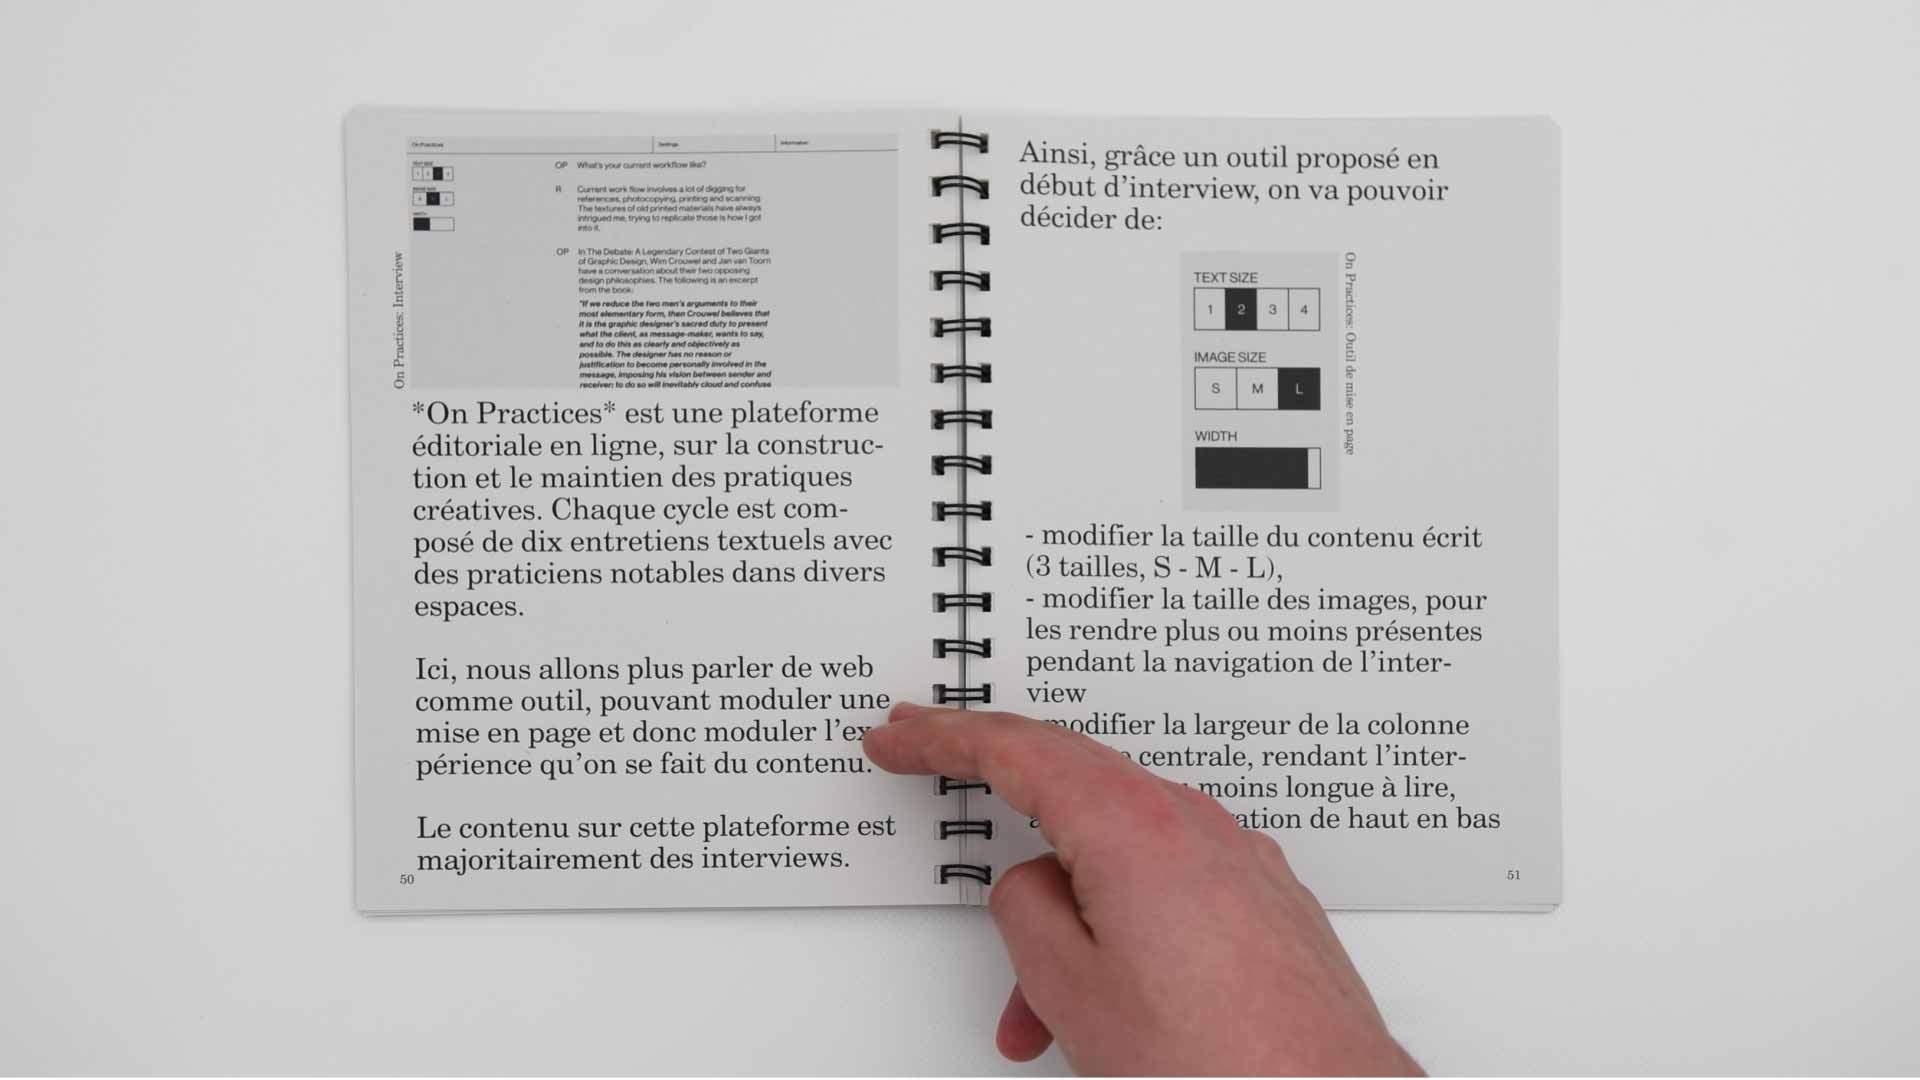 On Practices
Settings
Information
TEXT SIZE
IMAGE SIZE
WIDTH
OP What's your current workflow like?
R Current work flow involves a lot of digging for
references, photocopying, printing and scanning.
The textures of old printed materials have always
intrigued me, trying to replicate those is how I got
into it.
OP In The Debate: A Legendary Contest of Two Giants
of Graphic Design, Wim Crouwel and Jan van Toorn
have a conversation about their two opposing
design philosophies. The following is an excerpt
from the book:
"If we reduce the two men's arguments to their
most elementary form, then Crouwel believes that
it is the graphic designer's sacred duty to present
what the client, as message-maker, wants to say,
and to do this as clearly and objectively as
possible. The designer has no reason or
justification to become personally involved in the
message, imposing his vision between sender and
receiver; to do so will inevitably cloud and confuse
On Practices: Interview
*On Practices* est une plateforme
éditoriale en ligne, sur la construc-
tion et le maintien des pratiques
créatives. Chaque cycle est com-
posé de dix entretiens textuels avec
des praticiens notables dans divers
espaces.
Ici, nous allons plus parler de web
comme outil, pouvant moduler une
mise en page et donc moduler l'ex
périence qu'on se fait du contenu.
Le contenu sur cette plateforme est
majoritairement des interviews.
50
Ainsi, grâce un outil proposé en
début d'interview, on va pouvoir
décider de:
TEXT SIZE
1 2 3 4
IMAGE SIZE
S M L
WIDTH
On Practices: Outil de mise en page
- modifier la taille du contenu écrit
(3 tailles, S - M - L),
- modifier la taille des images, pour
les rendre plus ou moins présentes
pendant la navigation de l'inter-
view
modifier la largeur de la colonne
centrale, rendant l'inter-
moins longue à lire,
de haut en bas
51